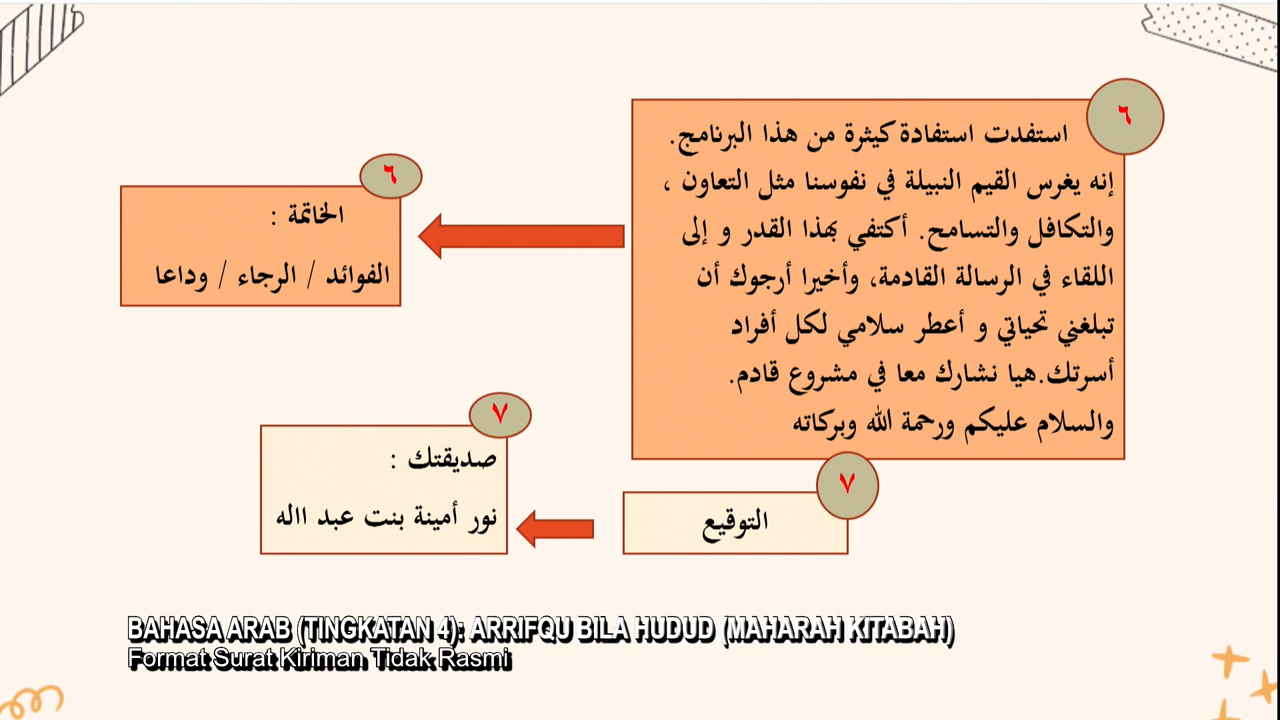 ٦
استفدت استفادة كيثرة من هذا البرنامج.
إنه يغرس القيم النبيلة في نفوسنا مثل التعاون ،
والتكافل والتسامح. أكتفي بهذا القدر و إلى
اللقاء في الرسالة القادمة، وأخيرا أرجوك أن
تبلغني تحياتي و أعطر سلامي لكل أفراد
أسرتك.هيا نشارك معا في مشروع قادم.
والسلام عليكم ورحمة الله وبركاته
٦
الخاتمة :
الفوائد / الرجاء / وداعا
٧
التوقيع
٧
صديقتك :
نور أمينة بنت عبد االه
BAHASA ARAB (TINGKATAN 4): ARRIFQU BILA HUDUD (MAHARAH KITABAH)
Format Surat Kiriman Tidak Rasmi